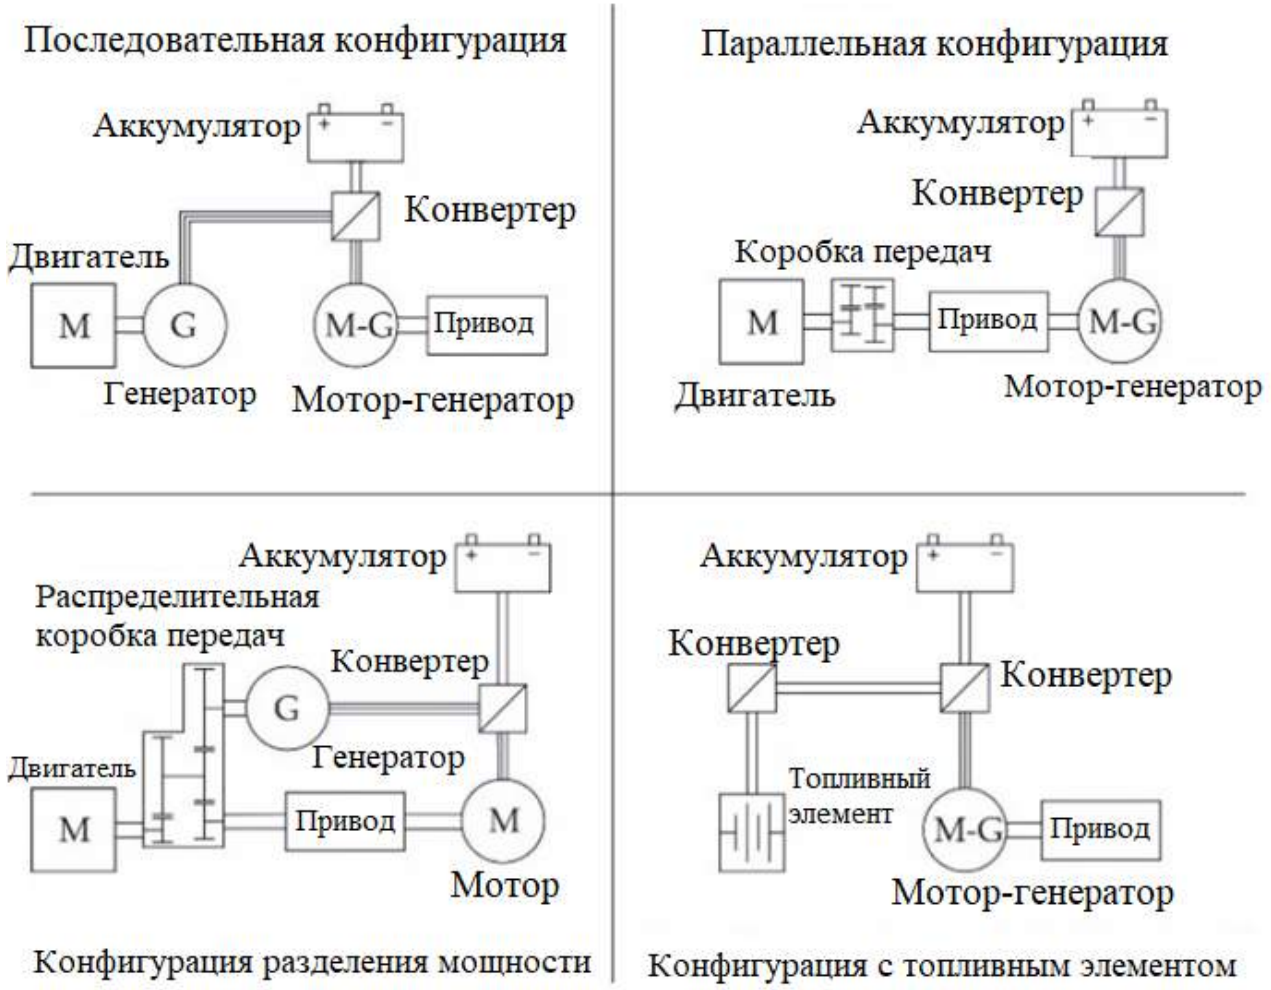 Последовательная конфигурация
Аккумулятор
+ −
Конвертер
Двигатель
M
G
M-G
Привод
Генератор
Мотор-генератор
Параллельная конфигурация
Аккумулятор
+ −
Конвертер
Коробка передач
M
Привод
M-G
Двигатель
Мотор-генератор
Аккумулятор
+ −
Распределительная
коробка передач
Конвертер
G
Генератор
Двигатель
M
Привод
M
Мотор
Конфигурация разделения мощности
Аккумулятор
+ −
Конвертер
Конвертер
Топливный
элемент
M-G
Привод
Мотор-генератор
Конфигурация с топливным элементом